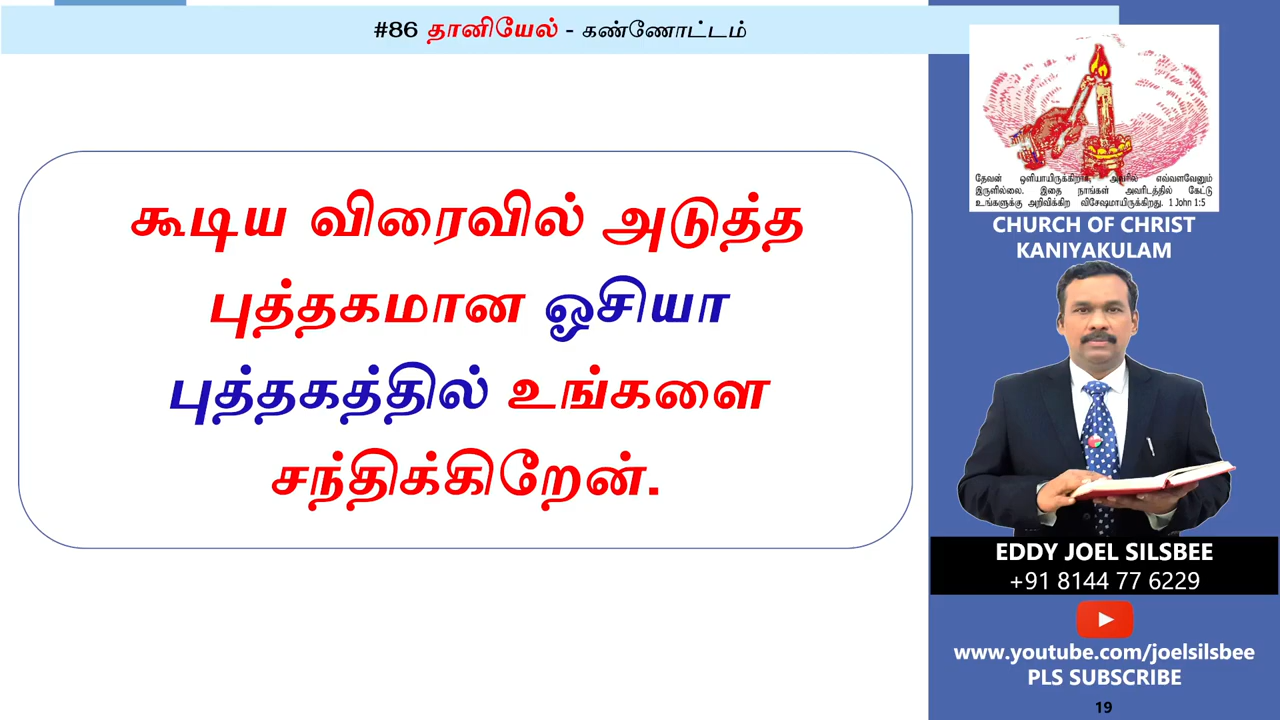 #86 தானியேல் - கண்ணோட்டம்
கூடிய விரைவில் அடுத்த
புத்தகமான ஓசியா
புத்தகத்தில் உங்களை
சந்திக்கிறேன்.
தேவன் ஒளியாயிருக்கிறார், அவரில் எவ்வளவேனும்
இருளில்லை. இதை நாங்கள் அவரிடத்தில் கேட்டு
உங்களுக்கு அறிவிக்கிற விசேஷமாயிருக்கிறது. 1 John 1:5
CHURCH OF CHRIST
KANIYAKULAM
EDDY JOEL SILSBEE
+91 8144 77 6229
www.youtube.com/joelsilsbee
PLS SUBSCRIBE
19